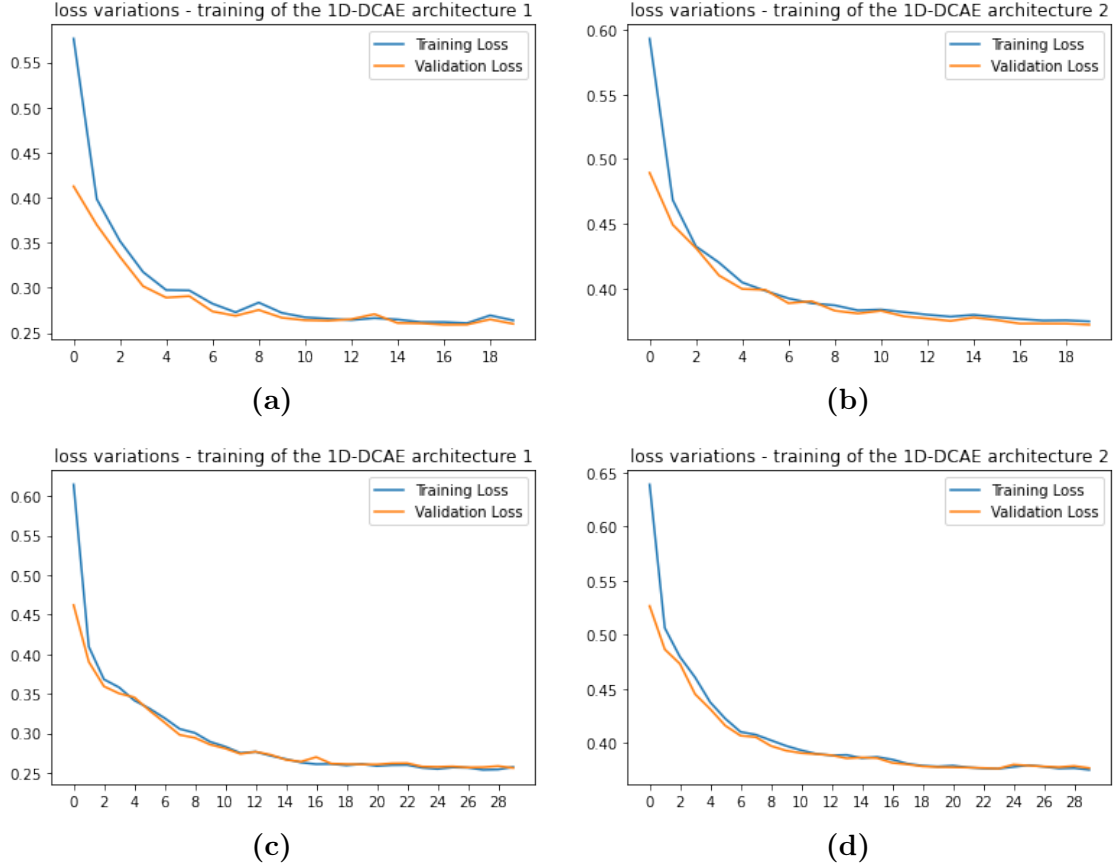 loss variations - training of the 1D-DCAE architecture 1
Training Loss
Validation Loss
0.55
0.50
0.45
0.40
0.35
0.30
0.25
0 2 4 6 8 10 12 14 16 18
(a)
loss variations - training of the 1D-DCAE architecture 2
Training Loss
Validation Loss
0.60
0.55
0.50
0.45
0.40
0 2 4 6 8 10 12 14 16 18
(b)
loss variations - training of the 1D-DCAE architecture 1
Training Loss
Validation Loss
0.60
0.55
0.50
0.45
0.40
0.35
0.30
0.25
0 2 4 6 8 10 12 14 16 18 20 22 24 26 28
(c)
loss variations - training of the 1D-DCAE architecture 2
Training Loss
Validation Loss
0.65
0.60
0.55
0.50
0.45
0.40
0 2 4 6 8 10 12 14 16 18 20 22 24 26 28
(d)